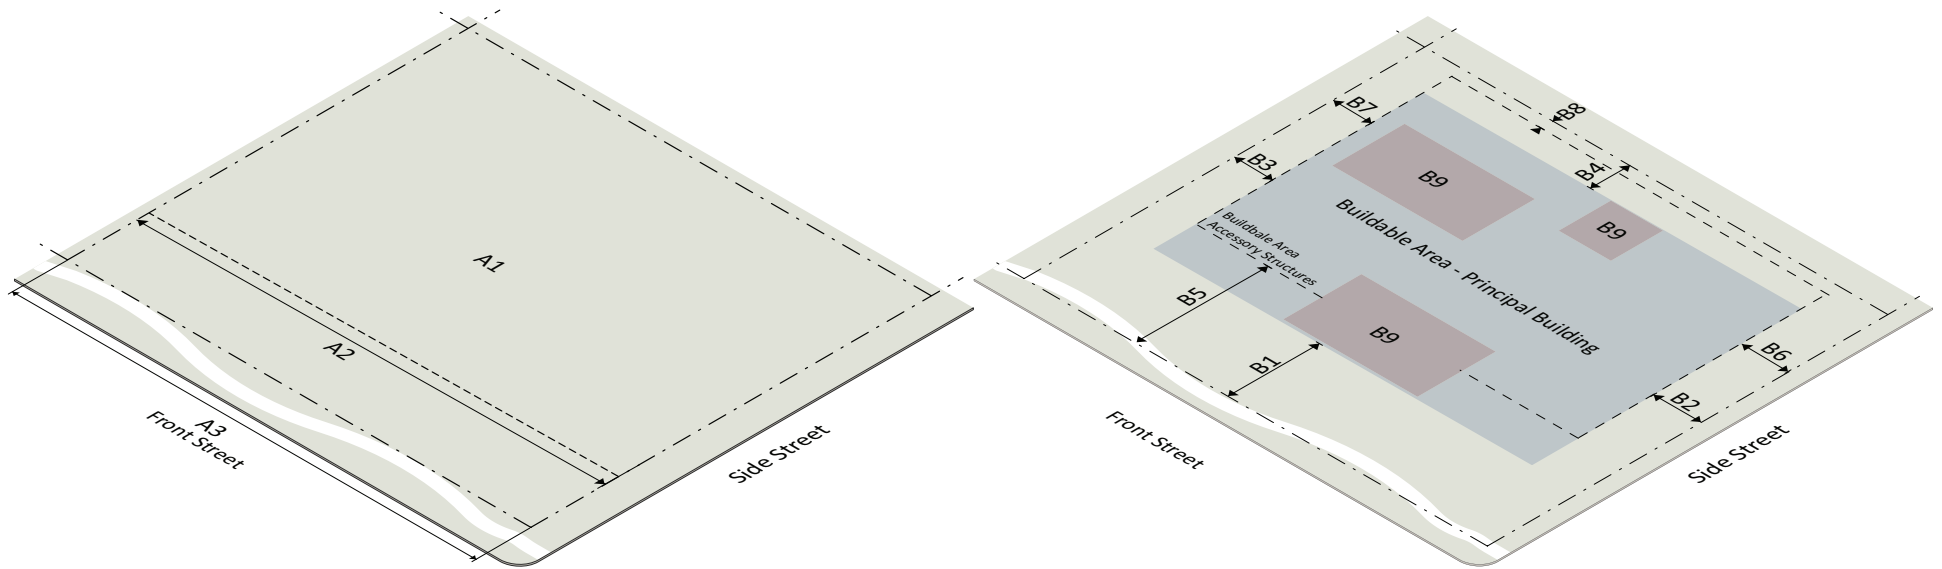 A1
A2
A3
Front Street
Side Street
B8
B7
B3
B4
B9
B9
Buildable Area - Principal Building
Buildbale Area
Accessory Structures
B5
B9
B1
B6
B2
Front Street
Side Street